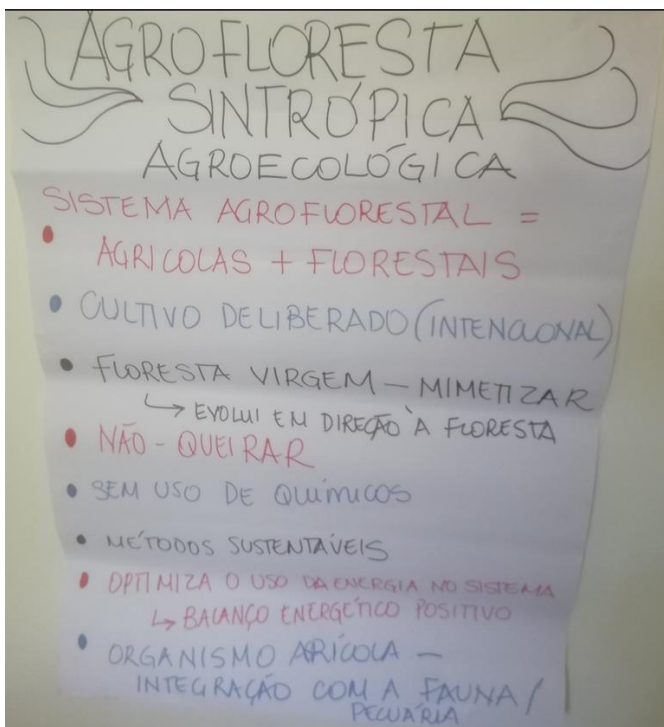 AGROFLORESTA
SINTRÓPICA
AGROECOLÓGICA
SISTEMA AGROFLORESTAL =
• AGRICOLAS + FLORESTAIS
• CULTIVO DELIBERADO (INTENCIONAL)
• FLORESTA VIRGEM — MIMETIZAR
↳ EVOLUI EM DIREÇÃO À FLORESTA
• NÃO - QUEIRAR
• SEM USO DE QUÍMICOS
• MÉTODOS SUSTENTÁVEIS
• OPTIMIZA O USO DA ENERGIA NO SISTEMA
↳ BALANÇO ENERGÉTICO POSITIVO
• ORGANISMO ARÍCOLA —
INTEGRAÇÃO COM A FAUNA /
PECUÁRIA